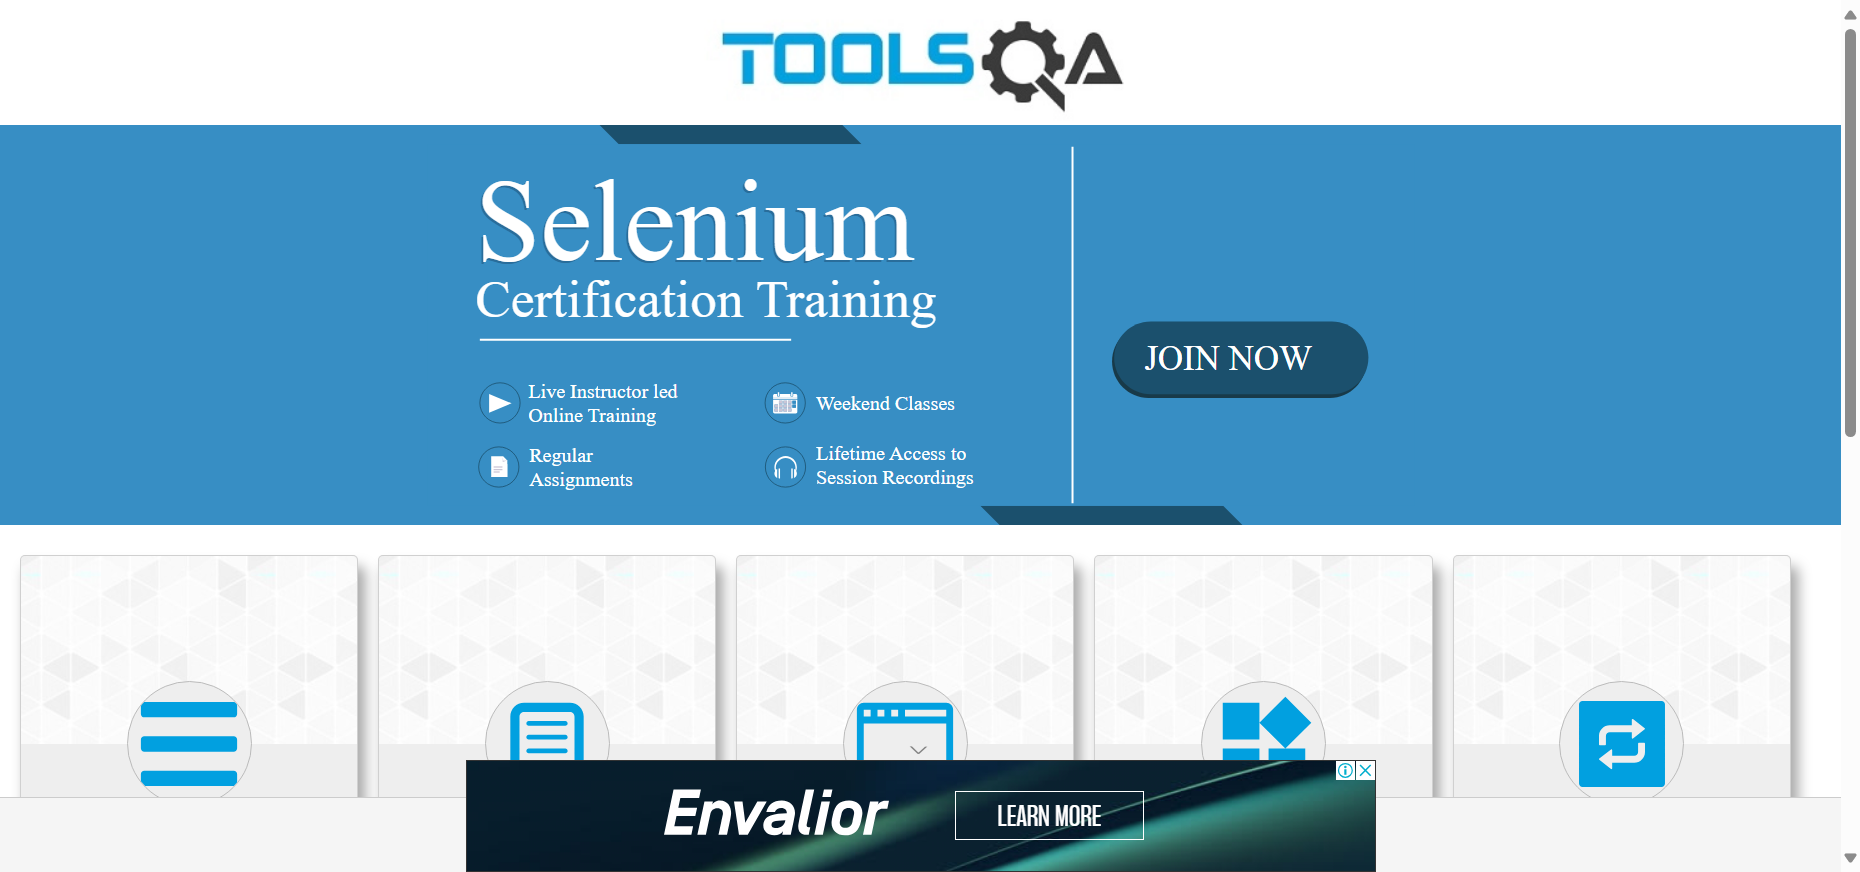 TOOLSQA
Selenium
Certification Training
JOIN NOW
Live Instructor led
Online Training
Weekend Classes
Regular
Assignments
Lifetime Access to
Session Recordings
Envalior
LEARN MORE